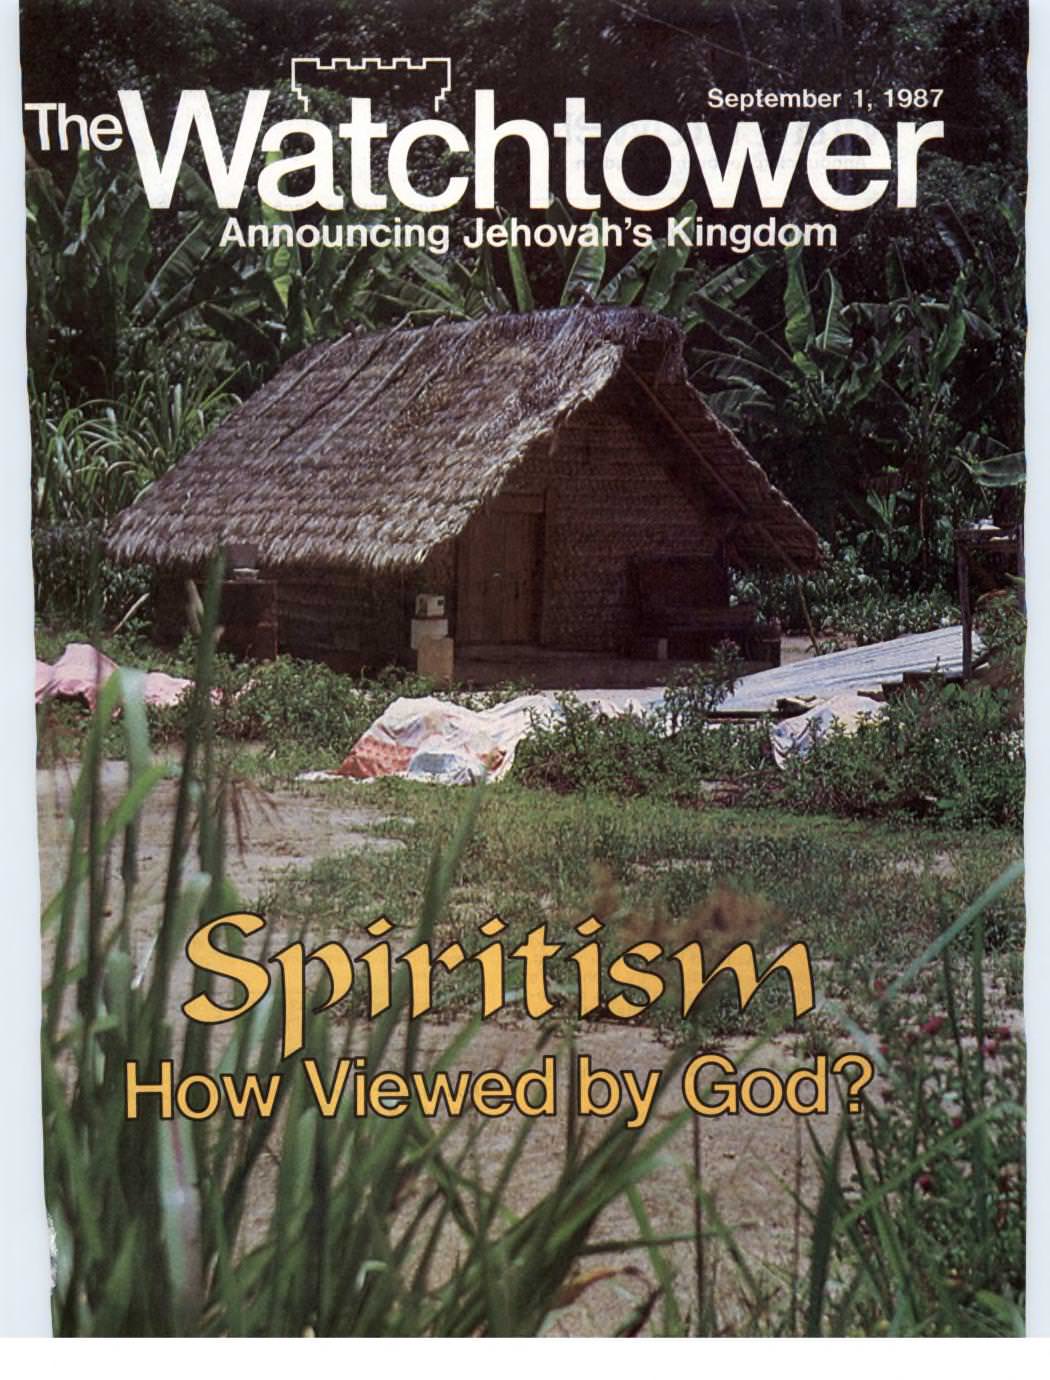 September 1, 1987
The Watchtower
Announcing Jehovah's Kingdom
Spiritism
How Viewed by God?